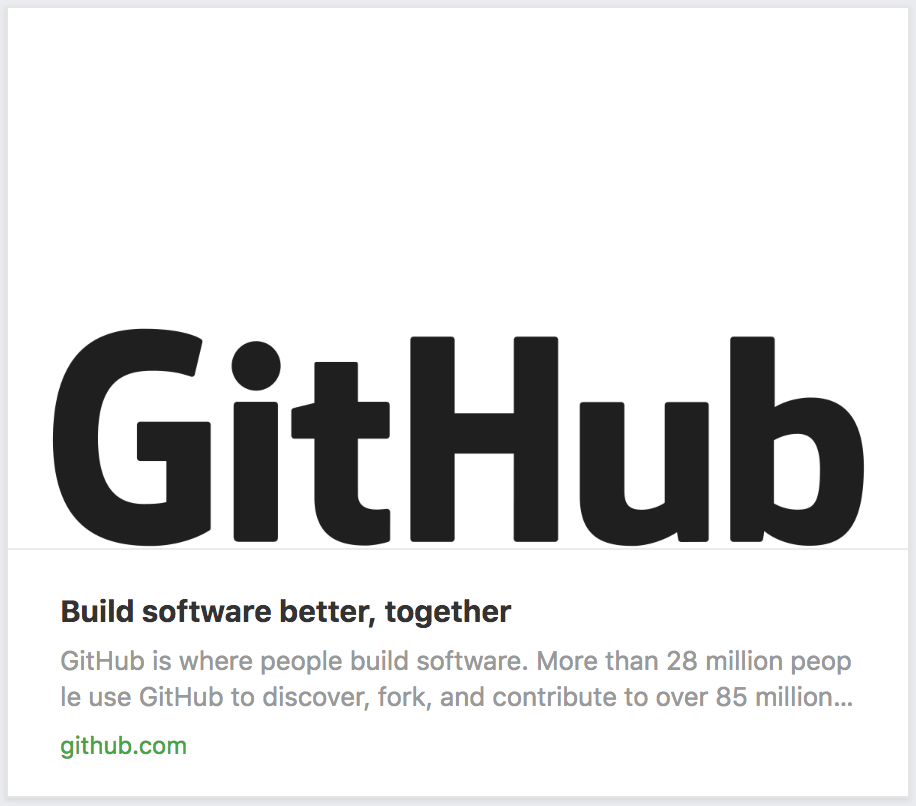 GitHub
Build software better, together
GitHub is where people build software. More than 28 million peop
le use GitHub to discover, fork, and contribute to over 85 million...
github.com